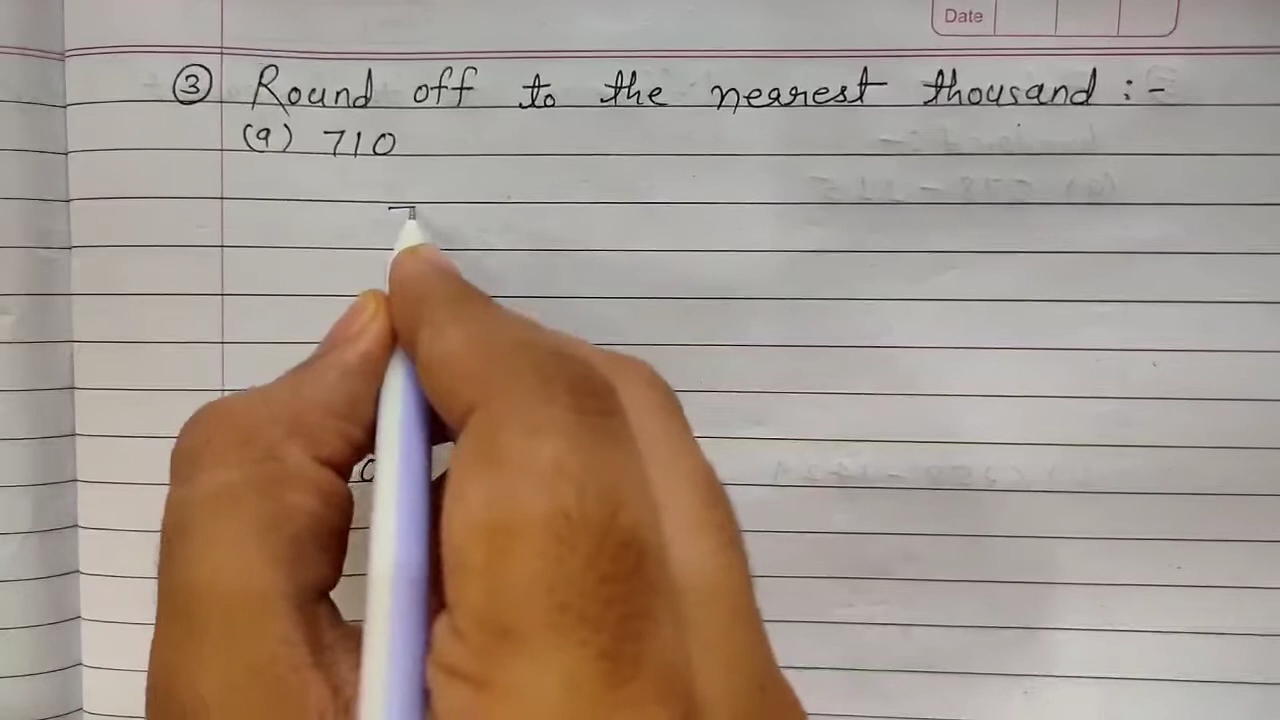 Date
③ Round off to the nearest thousand :-
(a) 710